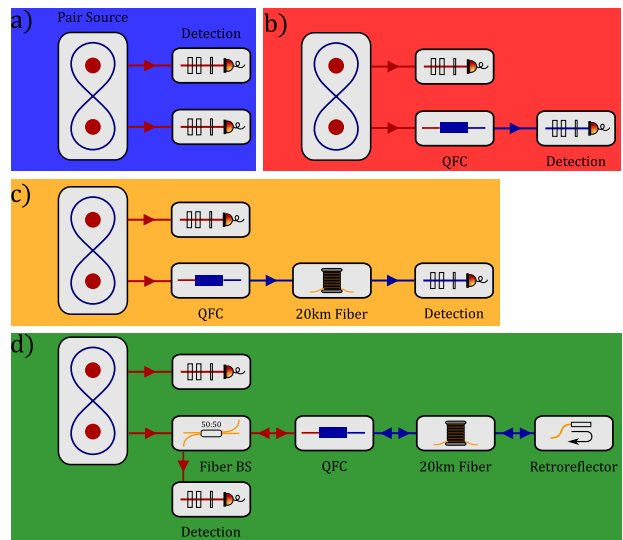 a)
Pair Source
Detection
b)
QFC
Detection
c)
QFC
20km Fiber
Detection
d)
50:50
Fiber BS
QFC
20km Fiber
Retroreflector
Detection